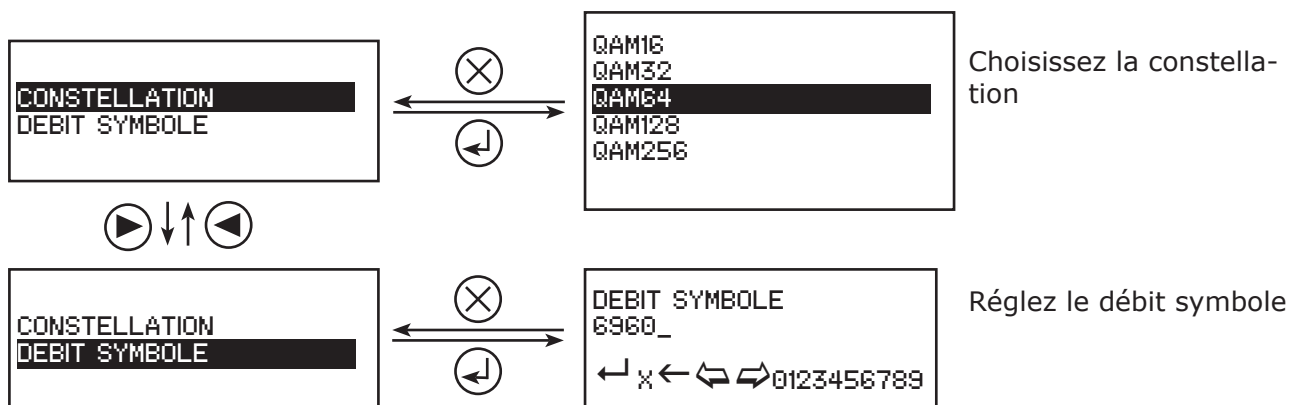 CONSTELLATION
DEBIT SYMBOLE
QAM16
QAM32
QAM64
QAM128
QAM256
Choisissez la constella-
tion
CONSTELLATION
DEBIT SYMBOLE
DEBIT SYMBOLE
6960_
X 0123456789
Réglez le débit symbole